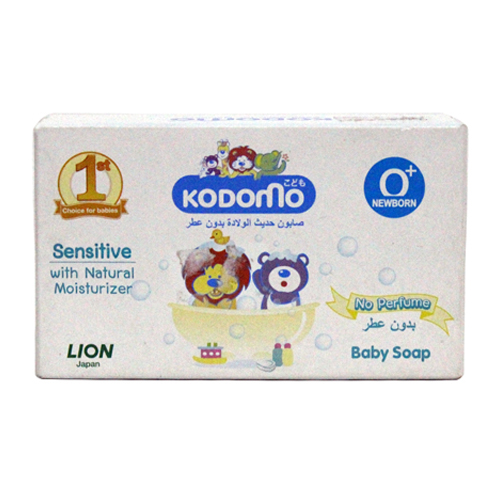 1st
Choice for babies
こども
KODOMO
صابون حديث الولادة بدون عطر
0+
NEWBORN
Sensitive
with Natural
Moisturizer
No Perfume
بدون عطر
LION
Japan
Baby Soap